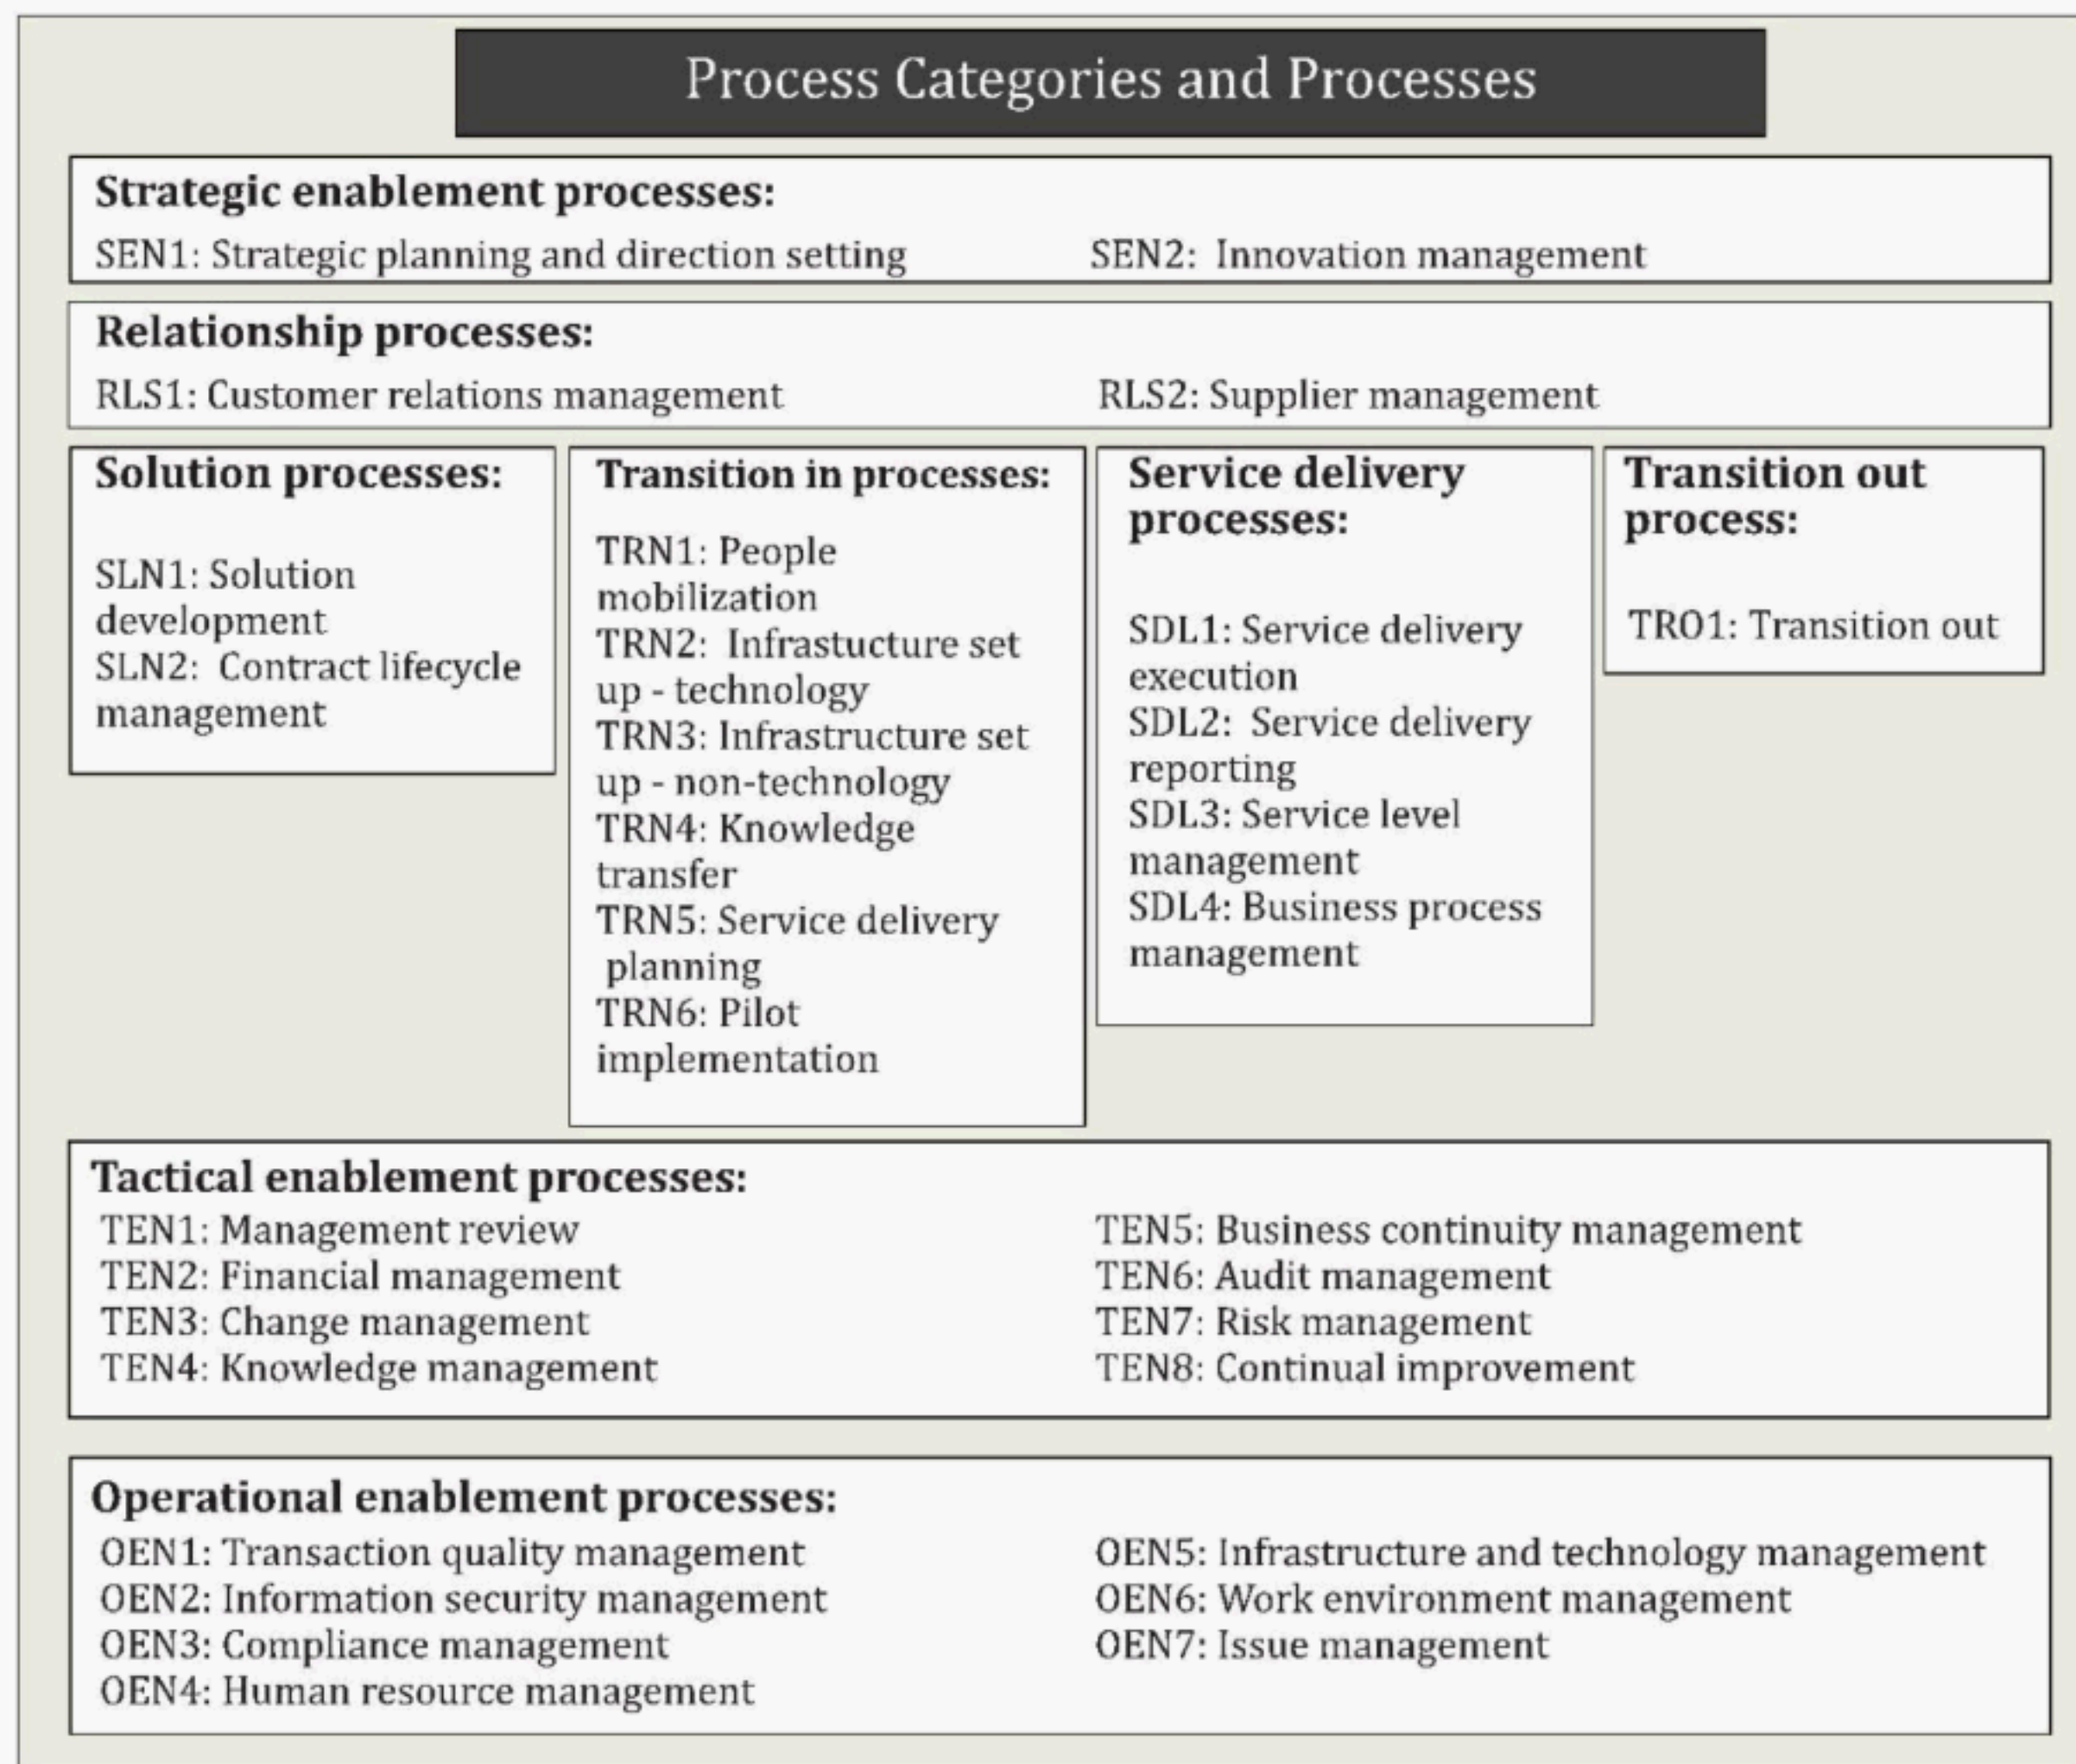 Process Categories and Processes
Strategic enablement processes:
SEN1: Strategic planning and direction setting
SEN2:  Innovation management
Relationship processes:
RLS1: Customer relations management
RLS2: Supplier management
Solution processes:
SLN1: Solution
development
SLN2:  Contract lifecycle
management
Transition in processes:
TRN1: People
mobilization
TRN2:  Infrastucture set
up - technology
TRN3: Infrastructure set
up - non-technology
TRN4: Knowledge
transfer
TRN5: Service delivery
planning
TRN6: Pilot
implementation
Service delivery
processes:
SDL1: Service delivery
execution
SDL2:  Service delivery
reporting
SDL3: Service level
management
SDL4: Business process
management
Transition out
process:
TRO1: Transition out
Tactical enablement processes:
TEN1: Management review
TEN2: Financial management
TEN3: Change management
TEN4: Knowledge management
TEN5: Business continuity management
TEN6: Audit management
TEN7: Risk management
TEN8: Continual improvement
Operational enablement processes:
OEN1: Transaction quality management
OEN2: Information security management
OEN3: Compliance management
OEN4: Human resource management
OEN5: Infrastructure and technology management
OEN6: Work environment management
OEN7: Issue management